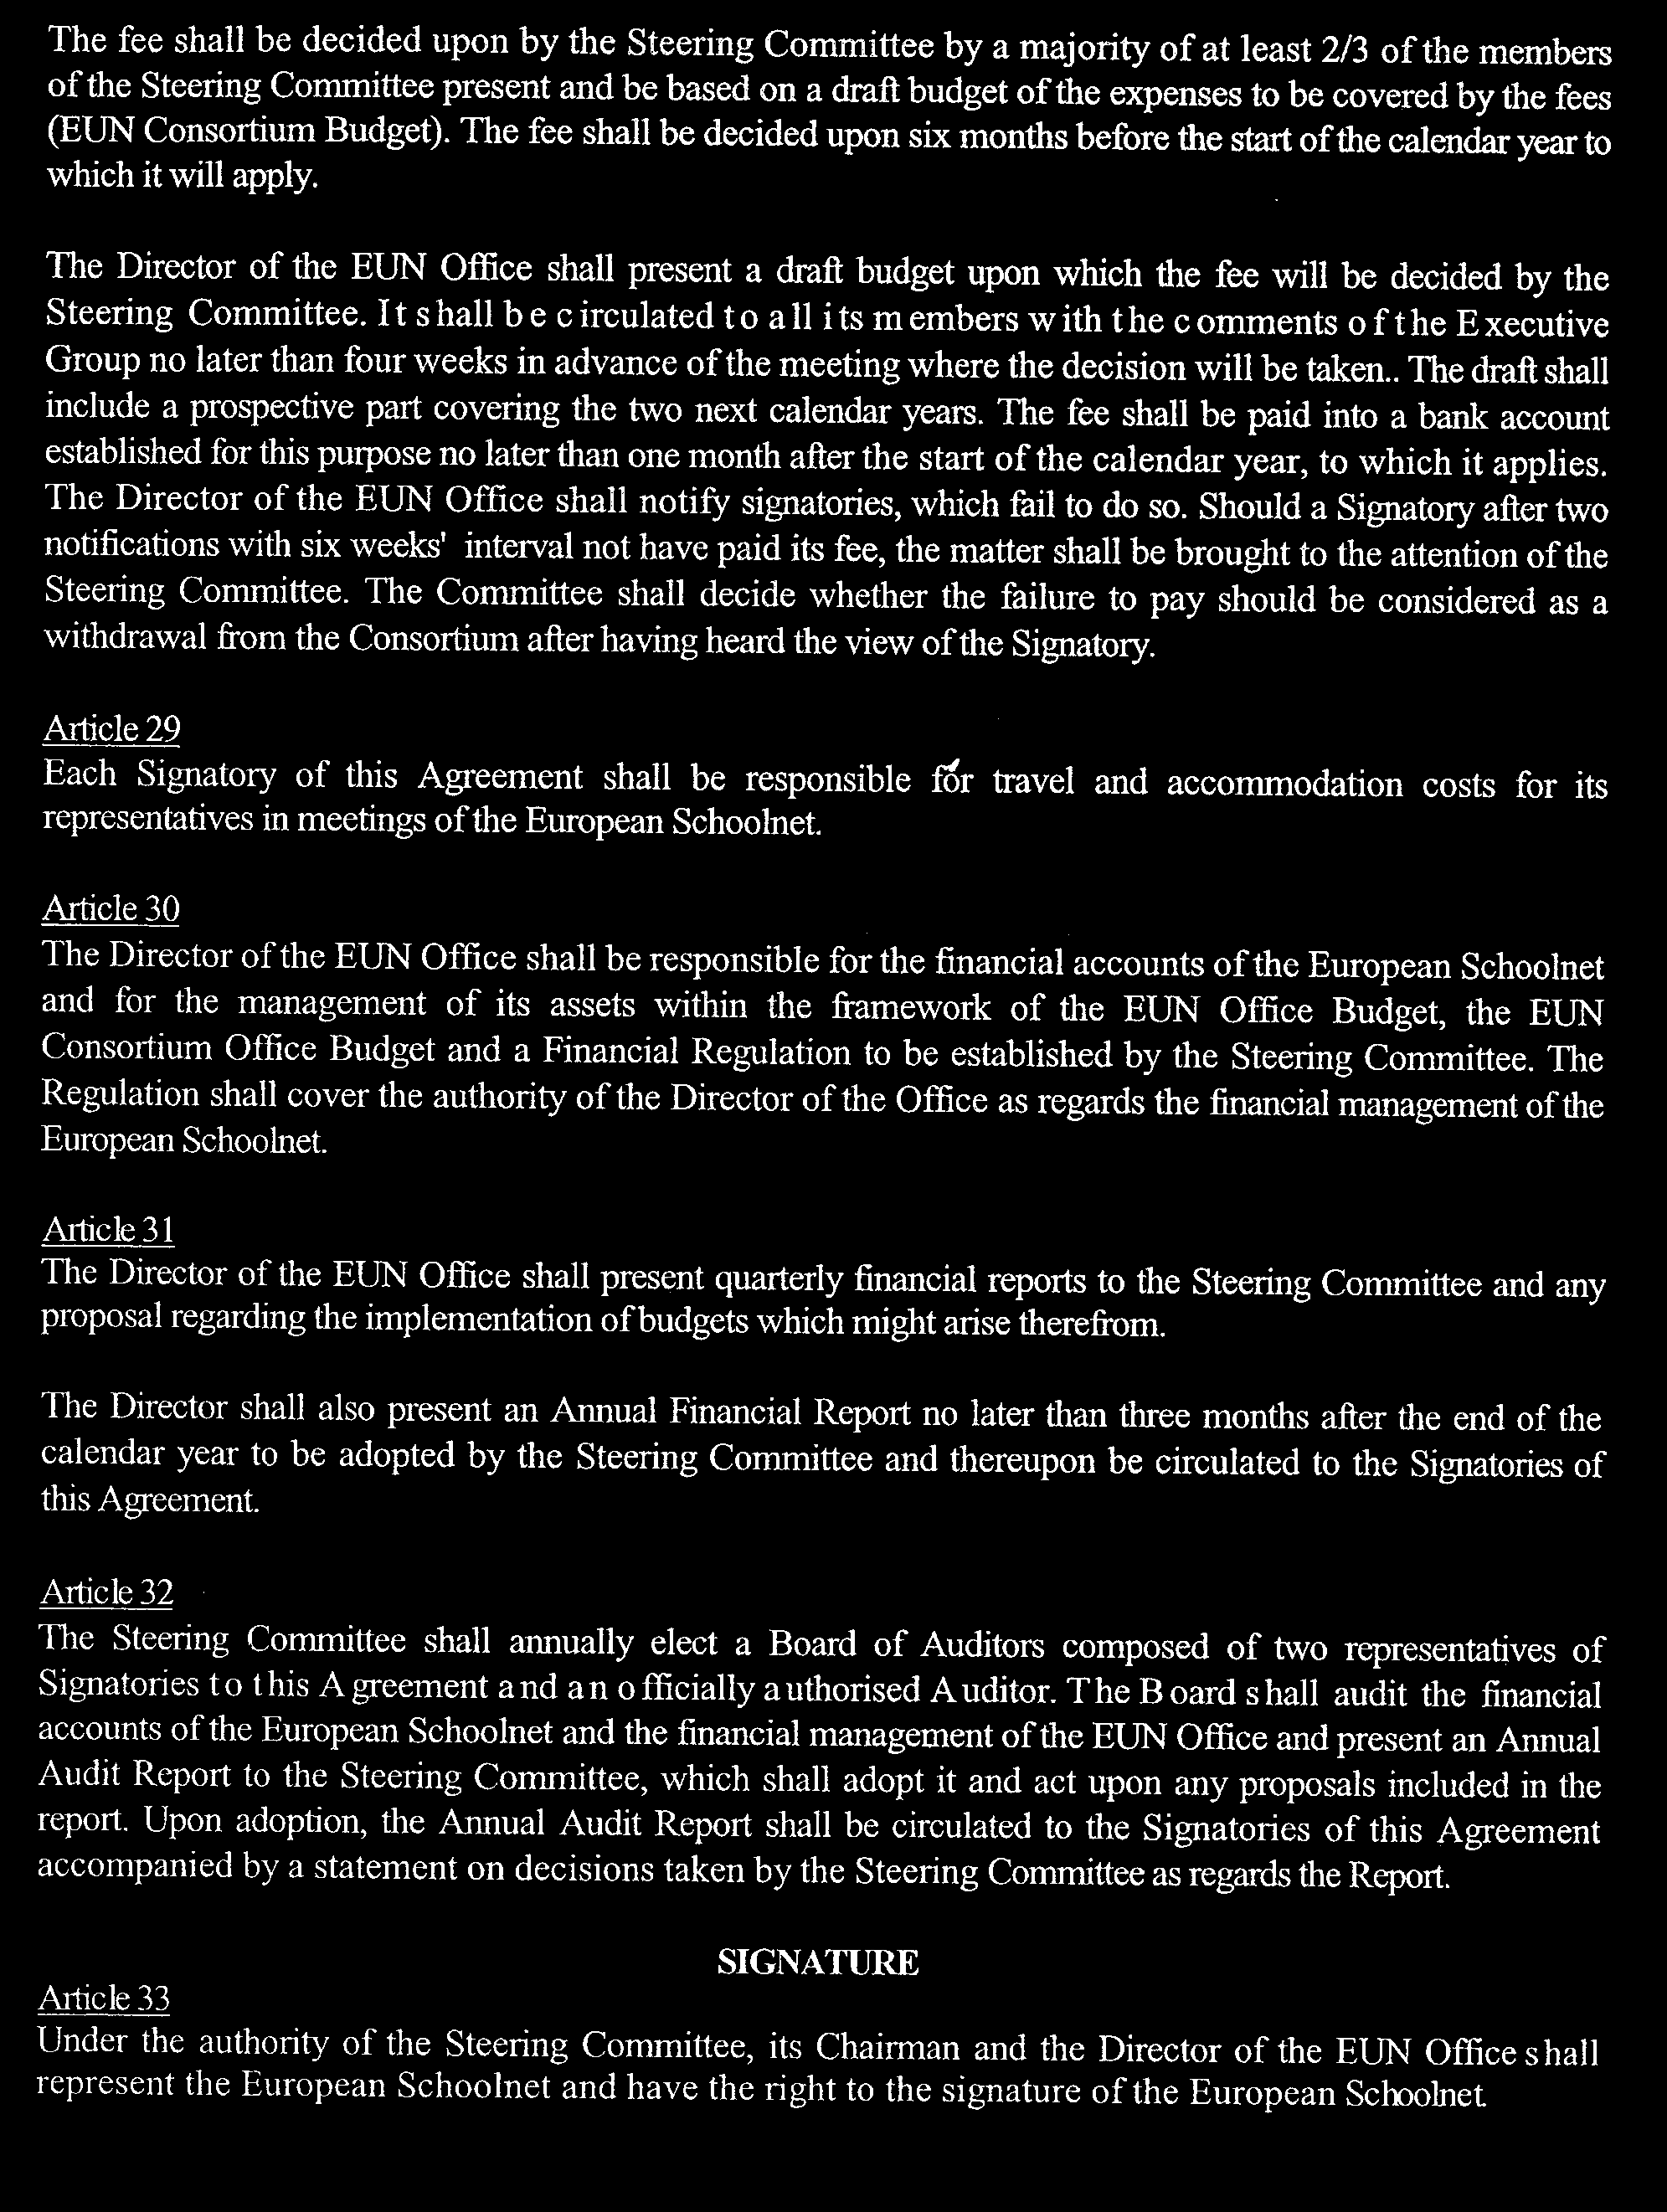 The fee shall be decided upon by the Steering Committee by a majority of at least 2/3 of the members
of the Steering Committee present and be based on a draft budget of the expenses to be covered by the fees
(EUN Consortium Budget). The fee shall be decided upon six months before the start of the calendar year to
which it will apply.
The Director of the EUN Office shall present a draft budget upon which the fee will be decided by the
Steering Committee. It shall be circulated to all its members with the comments of the Executive
Group no later than four weeks in advance of the meeting where the decision will be taken.. The draft shall
include a prospective part covering the two next calendar years. The fee shall be paid into a bank account
established for this purpose no later than one month after the start of the calendar year, to which it applies.
The Director of the EUN Office shall notify signatories, which fail to do so. Should a Signatory after two
notifications with six weeks' interval not have paid its fee, the matter shall be brought to the attention of the
Steering Committee. The Committee shall decide whether the failure to pay should be considered as a
withdrawal from the Consortium after having heard the view of the Signatory.
Article 29
Each Signatory of this Agreement shall be responsible for travel and accommodation costs for its
representatives in meetings of the European Schoolnet.
Article 30
The Director of the EUN Office shall be responsible for the financial accounts of the European Schoolnet
and for the management of its assets within the framework of the EUN Office Budget, the EUN
Consortium Office Budget and a Financial Regulation to be established by the Steering Committee. The
Regulation shall cover the authority of the Director of the Office as regards the financial management of the
European Schoolnet.
Article 31
The Director of the EUN Office shall present quarterly financial reports to the Steering Committee and any
proposal regarding the implementation of budgets which might arise therefrom.
The Director shall also present an Annual Financial Report no later than three months after the end of the
calendar year to be adopted by the Steering Committee and thereupon be circulated to the Signatories of
this Agreement.
Article 32
The Steering Committee shall annually elect a Board of Auditors composed of two representatives of
Signatories to this Agreement and an officially authorised Auditor. The Board shall audit the financial
accounts of the European Schoolnet and the financial management of the EUN Office and present an Annual
Audit Report to the Steering Committee, which shall adopt it and act upon any proposals included in the
report. Upon adoption, the Annual Audit Report shall be circulated to the Signatories of this Agreement
accompanied by a statement on decisions taken by the Steering Committee as regards the Report.
SIGNATURE
Article 33
Under the authority of the Steering Committee, its Chairman and the Director of the EUN Office shall
represent the European Schoolnet and have the right to the signature of the European Schoolnet